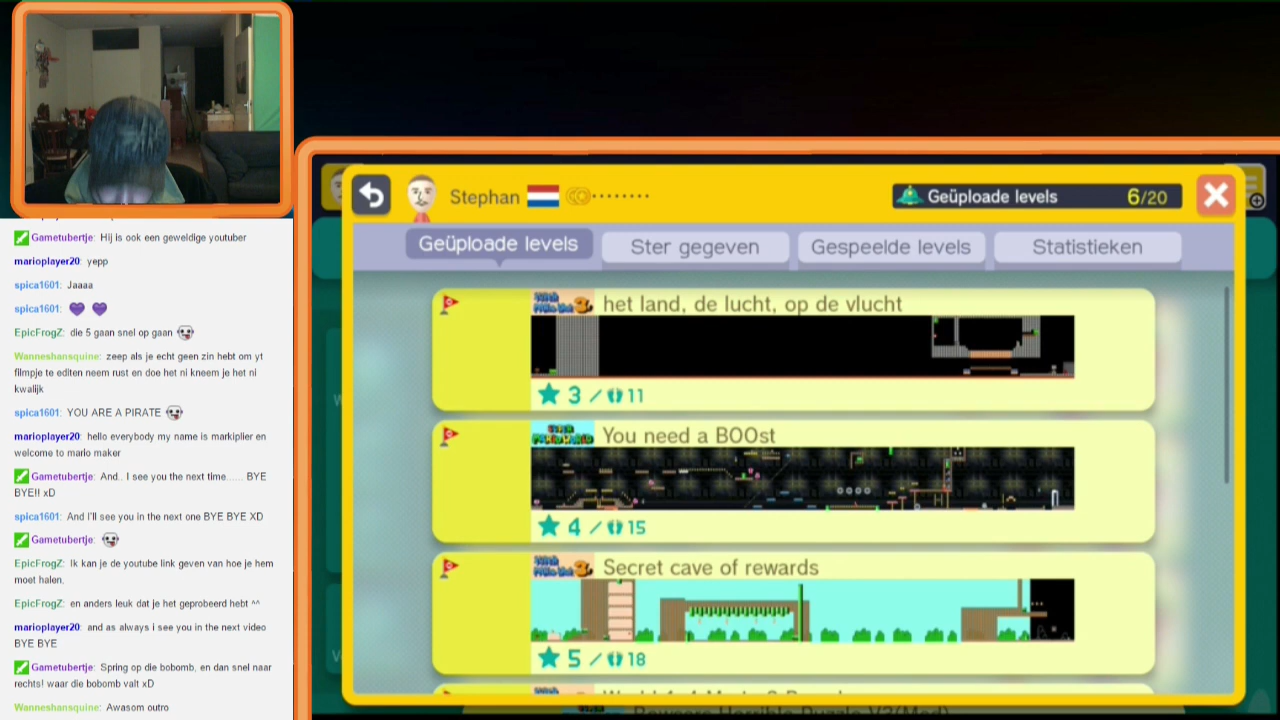 Gametubertje: Hij is ook een geweldige youtuber
marioplayer20: yepp
spica1601: Jaaaa
spica1601:
EpicFrogZ: die 5 gaan snel op gaan
Wanneshansquine: zeep als je echt geen zin hebt om yt
filmpje te editen neem rust en doe het ni kneem je het ni
kwalijk
spica1601: YOU ARE A PIRATE
marioplayer20: hello everybody my name is markiplier en
welcome to mario maker
Gametubertje: And.. I see you the next time...... BYE
BYE!! xD
spica1601: And I'll see you in the next one BYE BYE XD
Gametubertje:
EpicFrogZ: Ik kan je de youtube link geven van hoe je hem
moet halen.
EpicFrogZ: en anders leuk dat je het geprobeerd hebt ^^
marioplayer20: and as always i see you in the next video
BYE BYE
Gametubertje: Spring op die bobomb, en dan snel naar
rechts! waar die bobomb valt xD
Wanneshansquine: Awasom outro
Stephan
Geüploade levels 6/20
Geüploade levels
Ster gegeven
Gespeelde levels
Statistieken
het land, de lucht, op de vlucht
3 / 11
SUPER MARIO WORLD
You need a BOOst
4 / 15
Secret cave of rewards
5 / 18